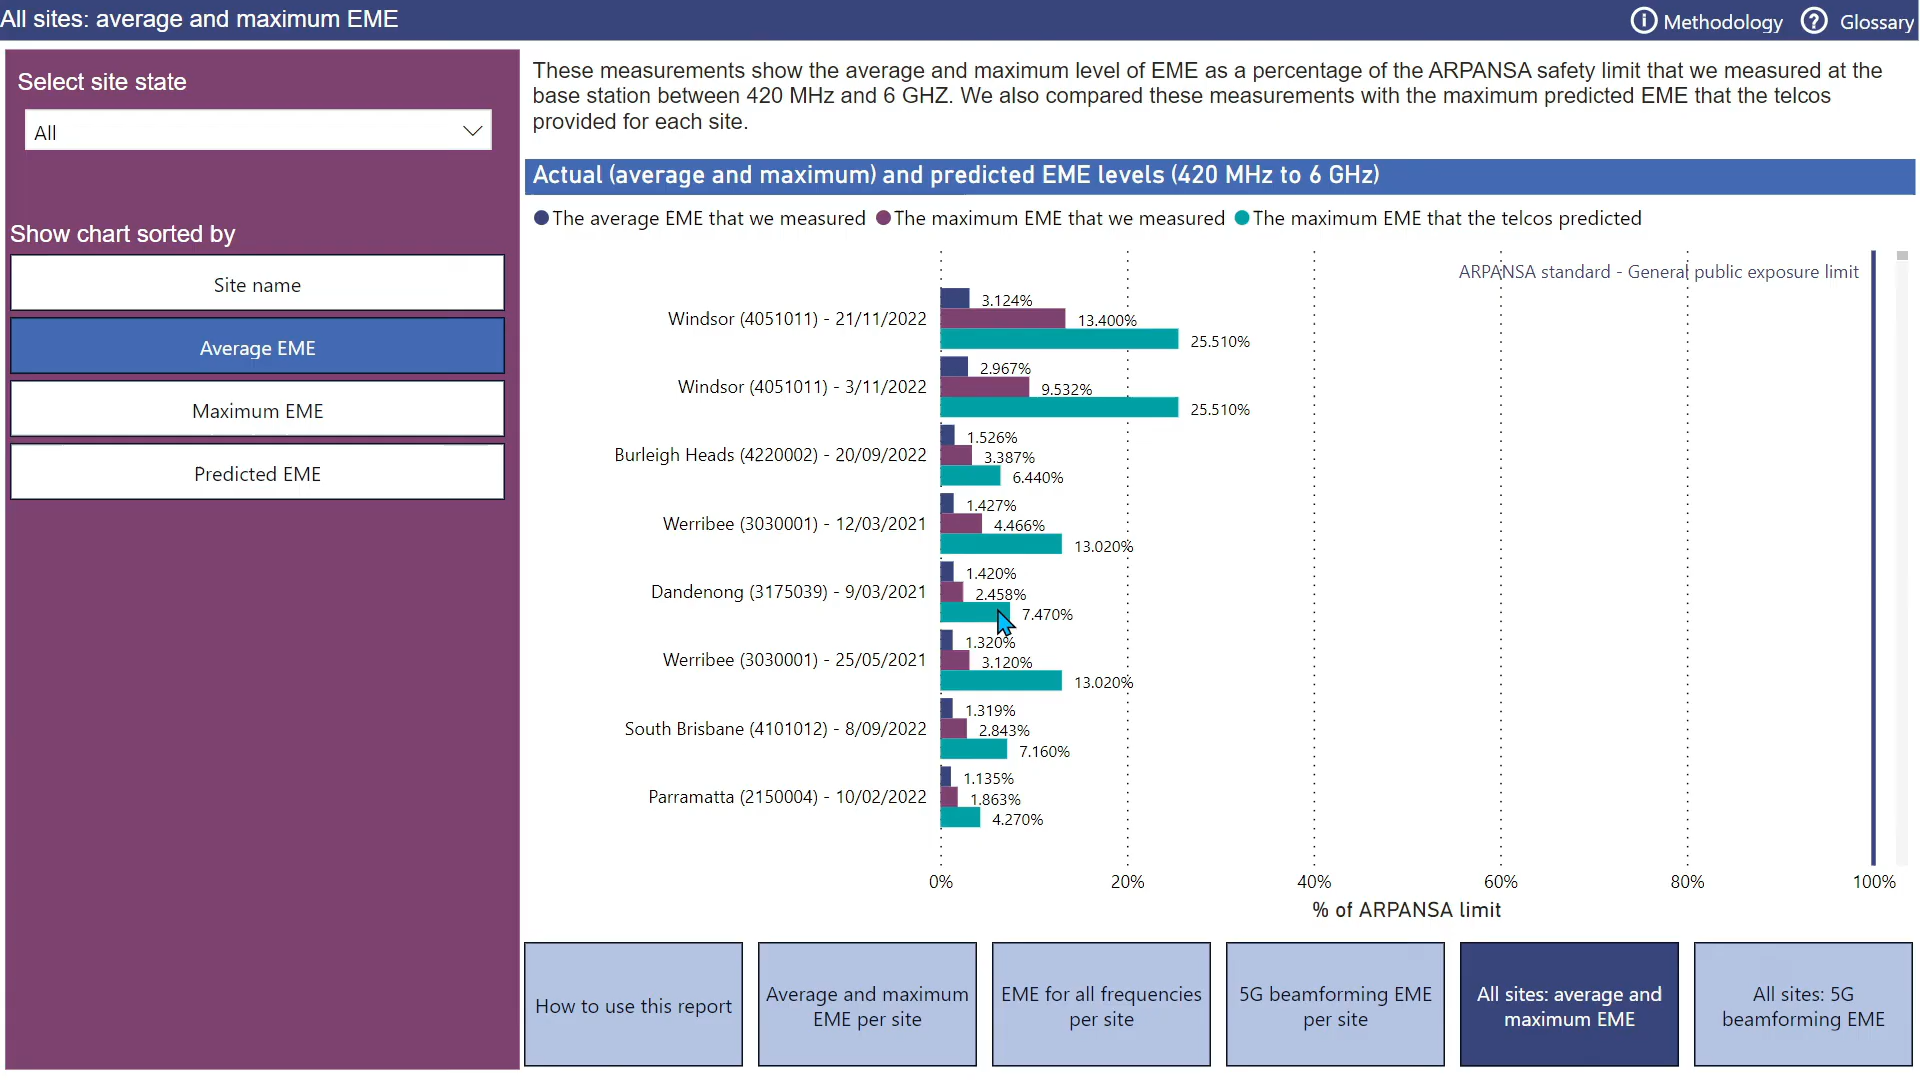 All sites: average and maximum EME
Methodology
Glossary
Select site state
All
Show chart sorted by
Site name
Average EME
Maximum EME
Predicted EME
These measurements show the average and maximum level of EME as a percentage of the ARPANSA safety limit that we measured at the
base station between 420 MHz and 6 GHZ. We also compared these measurements with the maximum predicted EME that the telcos
provided for each site.
Actual (average and maximum) and predicted EME levels (420 MHz to 6 GHz)
The average EME that we measured The maximum EME that we measured The maximum EME that the telcos predicted
ARPANSA standard - General public exposure limit
Windsor (4051011) - 21/11/2022
3.124%
13.400%
25.510%
Windsor (4051011) - 3/11/2022
2.967%
9.532%
25.510%
Burleigh Heads (4220002) - 20/09/2022
1.526%
3.387%
6.440%
Werribee (3030001) - 12/03/2021
1.427%
4.466%
13.020%
Dandenong (3175039) - 9/03/2021
1.420%
2.458%
7.470%
Werribee (3030001) - 25/05/2021
1.320%
3.120%
13.020%
South Brisbane (4101012) - 8/09/2022
1.319%
2.843%
7.160%
Parramatta (2150004) - 10/02/2022
1.135%
1.863%
4.270%
0% 20% 40% 60% 80% 100%
% of ARPANSA limit
How to use this report
Average and maximum
EME per site
EME for all frequencies
per site
5G beamforming EME
per site
All sites: average and
maximum EME
All sites: 5G
beamforming EME